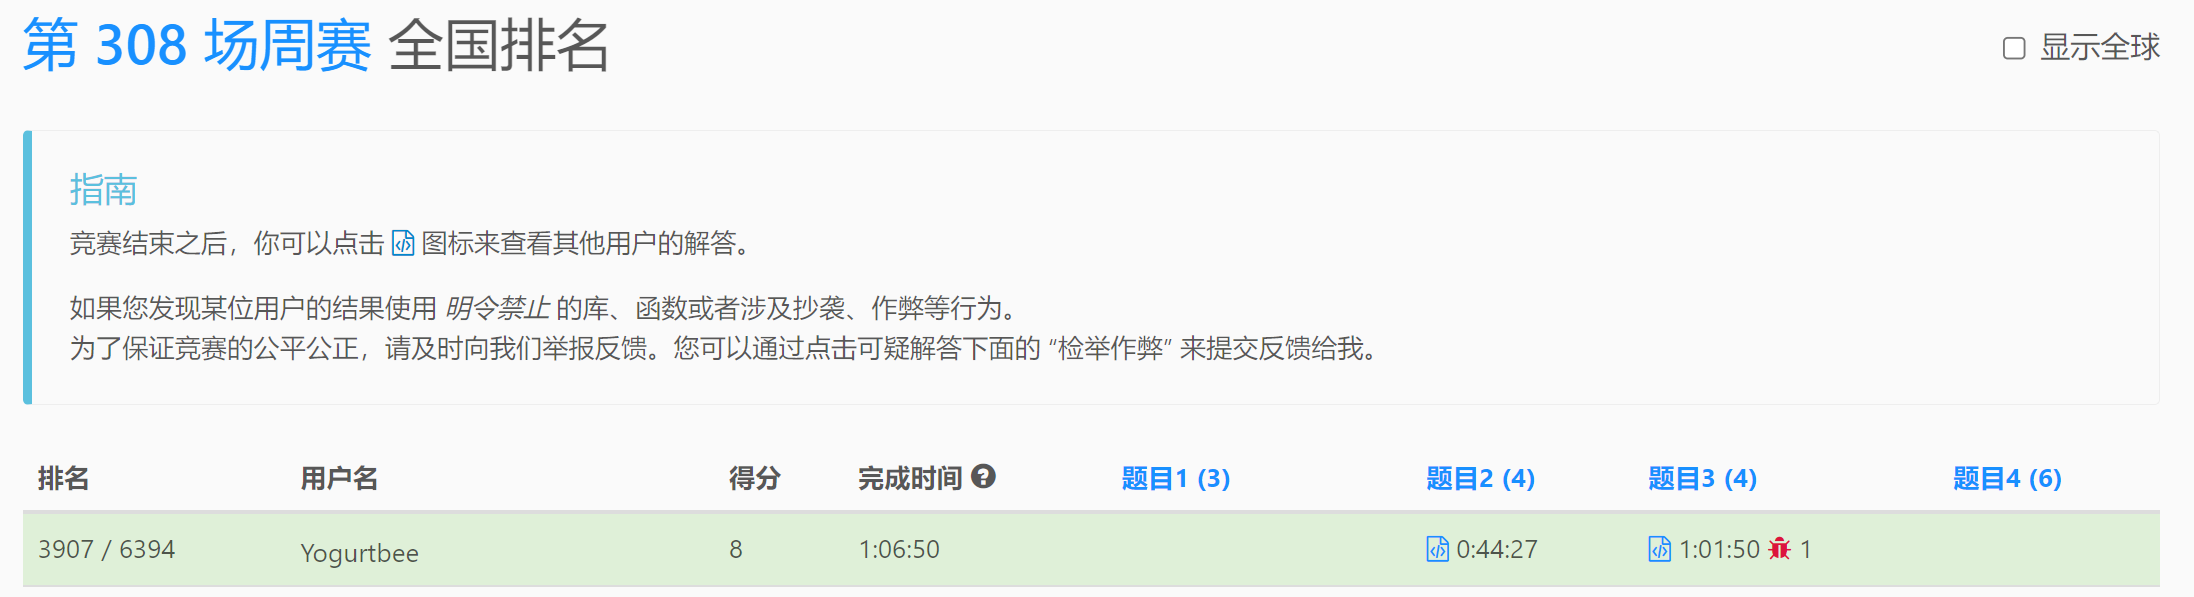 第 308 场周赛 全国排名
显示全球
指南
竞赛结束之后，你可以点击 图标来查看其他用户的解答。
如果您发现某位用户的结果使用 明令禁止 的库、函数或者涉及抄袭、作弊等行为。
为了保证竞赛的公平公正，请及时向我们举报反馈。您可以通过点击可疑解答下面的 “检举作弊” 来提交反馈给我。
排名 用户名 得分 完成时间 题目1 (3) 题目2 (4) 题目3 (4) 题目4 (6)
3907 / 6394 Yogurtbee 8 1:06:50 0:44:27 1:01:50 1